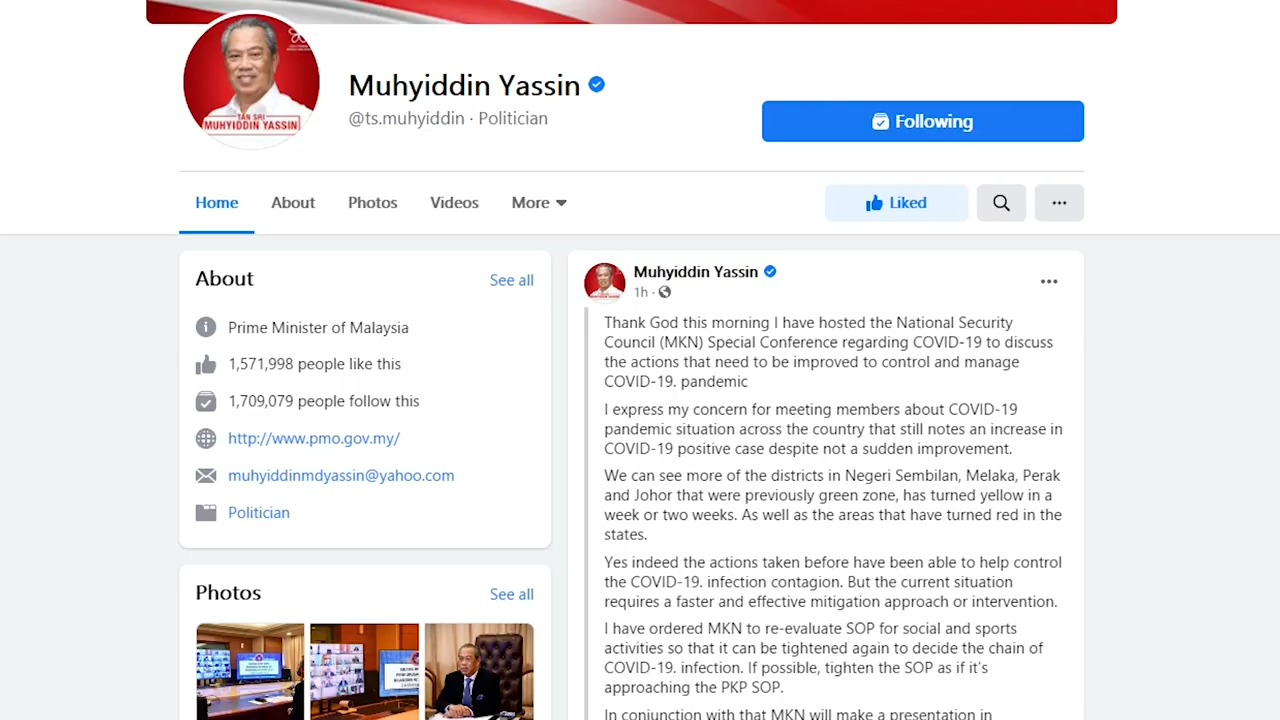 TAN SRI
MUHYIDDIN YASSIN
Muhyiddin Yassin
@ts.muhyiddin · Politician
Following
Home
About
Photos
Videos
More
Liked
About
See all
Prime Minister of Malaysia
1,571,998 people like this
1,709,079 people follow this
http://www.pmo.gov.my/
muhyiddinmdyassin@yahoo.com
Politician
Photos
See all
Muhyiddin Yassin
1h ·
Thank God this morning I have hosted the National Security
Council (MKN) Special Conference regarding COVID-19 to discuss
the actions that need to be improved to control and manage
COVID-19. pandemic
I express my concern for meeting members about COVID-19
pandemic situation across the country that still notes an increase in
COVID-19 positive case despite not a sudden improvement.
We can see more of the districts in Negeri Sembilan, Melaka, Perak
and Johor that were previously green zone, has turned yellow in a
week or two weeks. As well as the areas that have turned red in the
states.
Yes indeed the actions taken before have been able to help control
the COVID-19. infection contagion. But the current situation
requires a faster and effective mitigation approach or intervention.
I have ordered MKN to re-evaluate SOP for social and sports
activities so that it can be tightened again to decide the chain of
COVID-19. infection. If possible, tighten the SOP as if it's
approaching the PKP SOP.
In conjunction with that MKN will make a presentation in